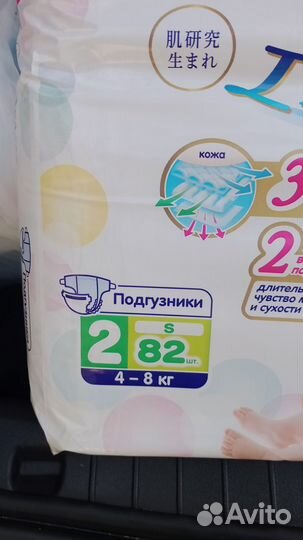 肌研究
生まれ
кожа
3
2
длитель
чувство м
и сухости
Подгузники
2
S
82 шт.
4 – 8 кг
Avito